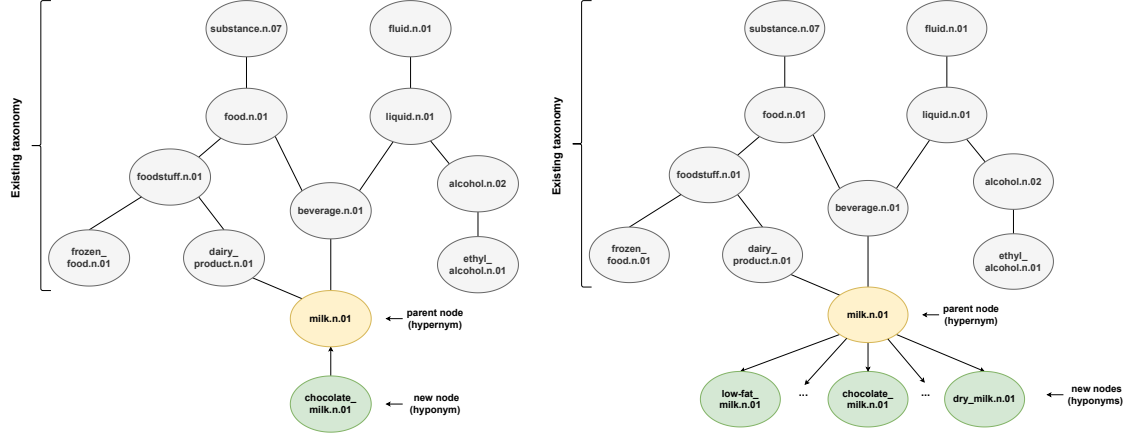 Existing taxonomy
substance.n.07
fluid.n.01
food.n.01
liquid.n.01
foodstuff.n.01
alcohol.n.02
beverage.n.01
frozen_
food.n.01
dairy_
product.n.01
ethyl_
alcohol.n.01
milk.n.01
parent node
(hypernym)
chocolate_
milk.n.01
new node
(hyponym)
Existing taxonomy
substance.n.07
fluid.n.01
food.n.01
liquid.n.01
foodstuff.n.01
alcohol.n.02
beverage.n.01
frozen_
food.n.01
dairy_
product.n.01
ethyl_
alcohol.n.01
milk.n.01
parent node
(hypernym)
low-fat_
milk.n.01
...
chocolate_
milk.n.01
...
dry_milk.n.01
new nodes
(hyponyms)